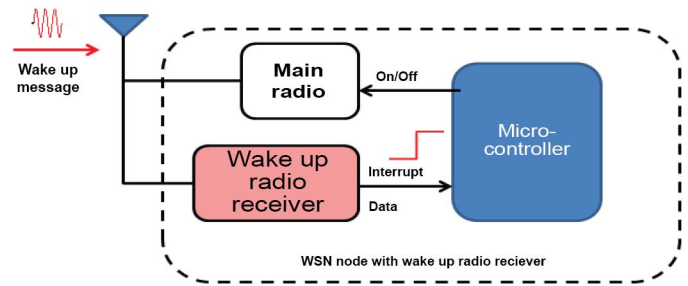 Wake up
message
Main
radio
On/Off
Micro-
controller
Wake up
radio
receiver
Interrupt
Data
WSN node with wake up radio reciever